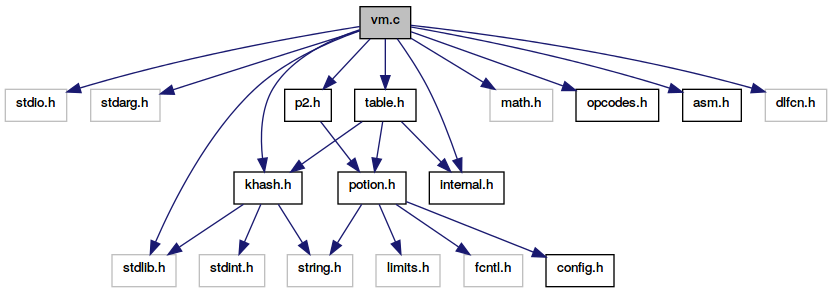 vm.c
stdio.h
stdarg.h
p2.h
table.h
math.h
opcodes.h
asm.h
dlfcn.h
khash.h
potion.h
internal.h
stdlib.h
stdint.h
string.h
limits.h
fcntl.h
config.h